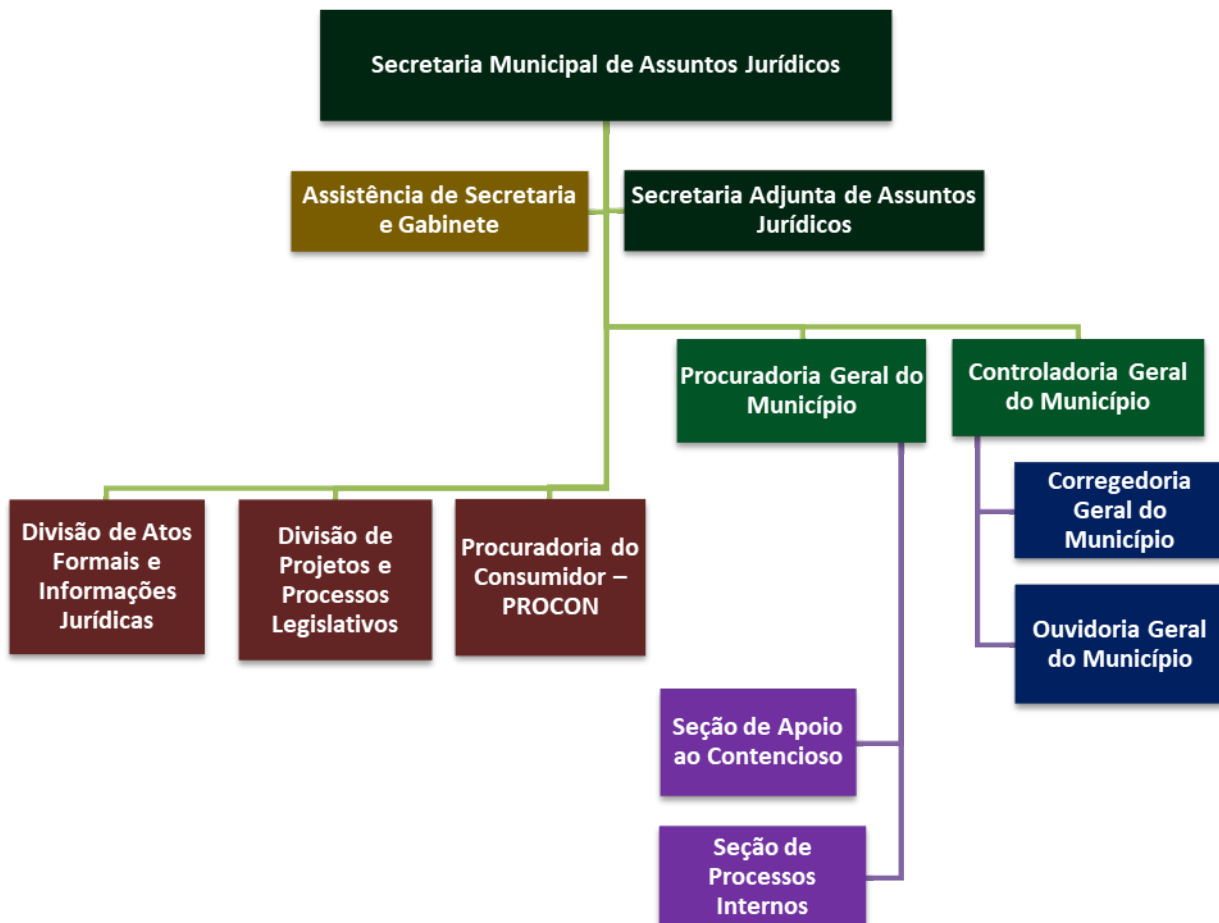 Secretaria Municipal de Assuntos Jurídicos
Assistência de Secretaria
e Gabinete
Secretaria Adjunta de Assuntos
Jurídicos
Procuradoria Geral do
Município
Controladoria Geral
do Município
Corregedoria
Geral do
Município
Ouvidoria Geral
do Município
Divisão de Atos
Formais e
Informações
Jurídicas
Divisão de
Projetos e
Processos
Legislativos
Procuradoria do
Consumidor –
PROCON
Seção de Apoio
ao Contencioso
Seção de
Processos
Internos